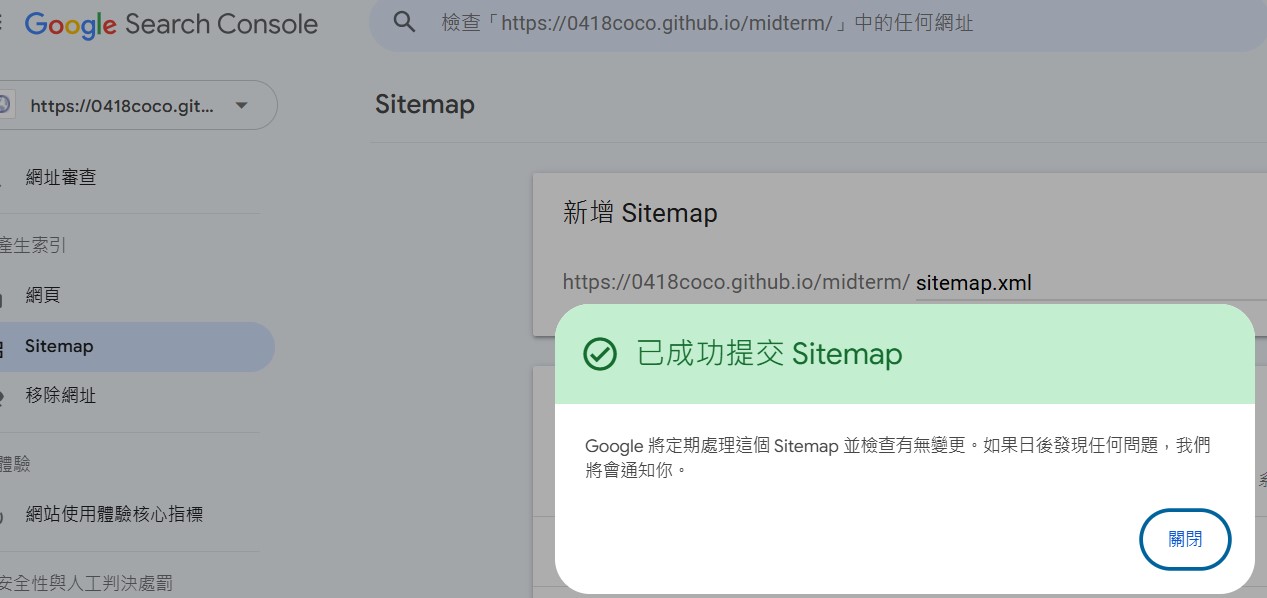 Google Search Console
檢查「https://0418coco.github.io/midterm/」中的任何網址
https://0418coco.git...
Sitemap
網址審查
新增 Sitemap
產生索引
https://0418coco.github.io/midterm/ sitemap.xml
網頁
Sitemap
已成功提交 Sitemap
移除網址
Google 將定期處理這個 Sitemap 並檢查有無變更。如果日後發現任何問題，我們
將會通知你。
體驗
網站使用體驗核心指標
關閉
安全性與人工判決處罰